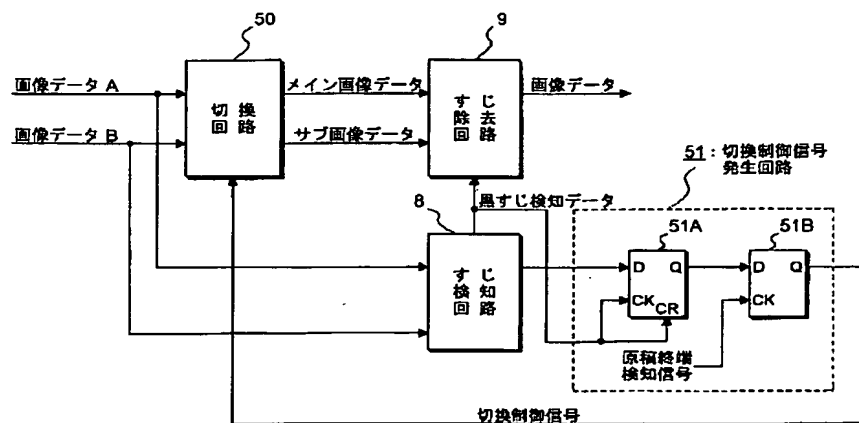 50
9
画像データ A
メイン画像データ
画像データ
切 換
回 路
す じ
除 去
回 路
画像データ B
サブ画像データ
51 : 切換制御信号
発生回路
黒すじ検知データ
8
51A
51B
す じ
検 知
回 路
D Q
CK
CR
D Q
CK
原稿終端
検知信号
切換制御信号